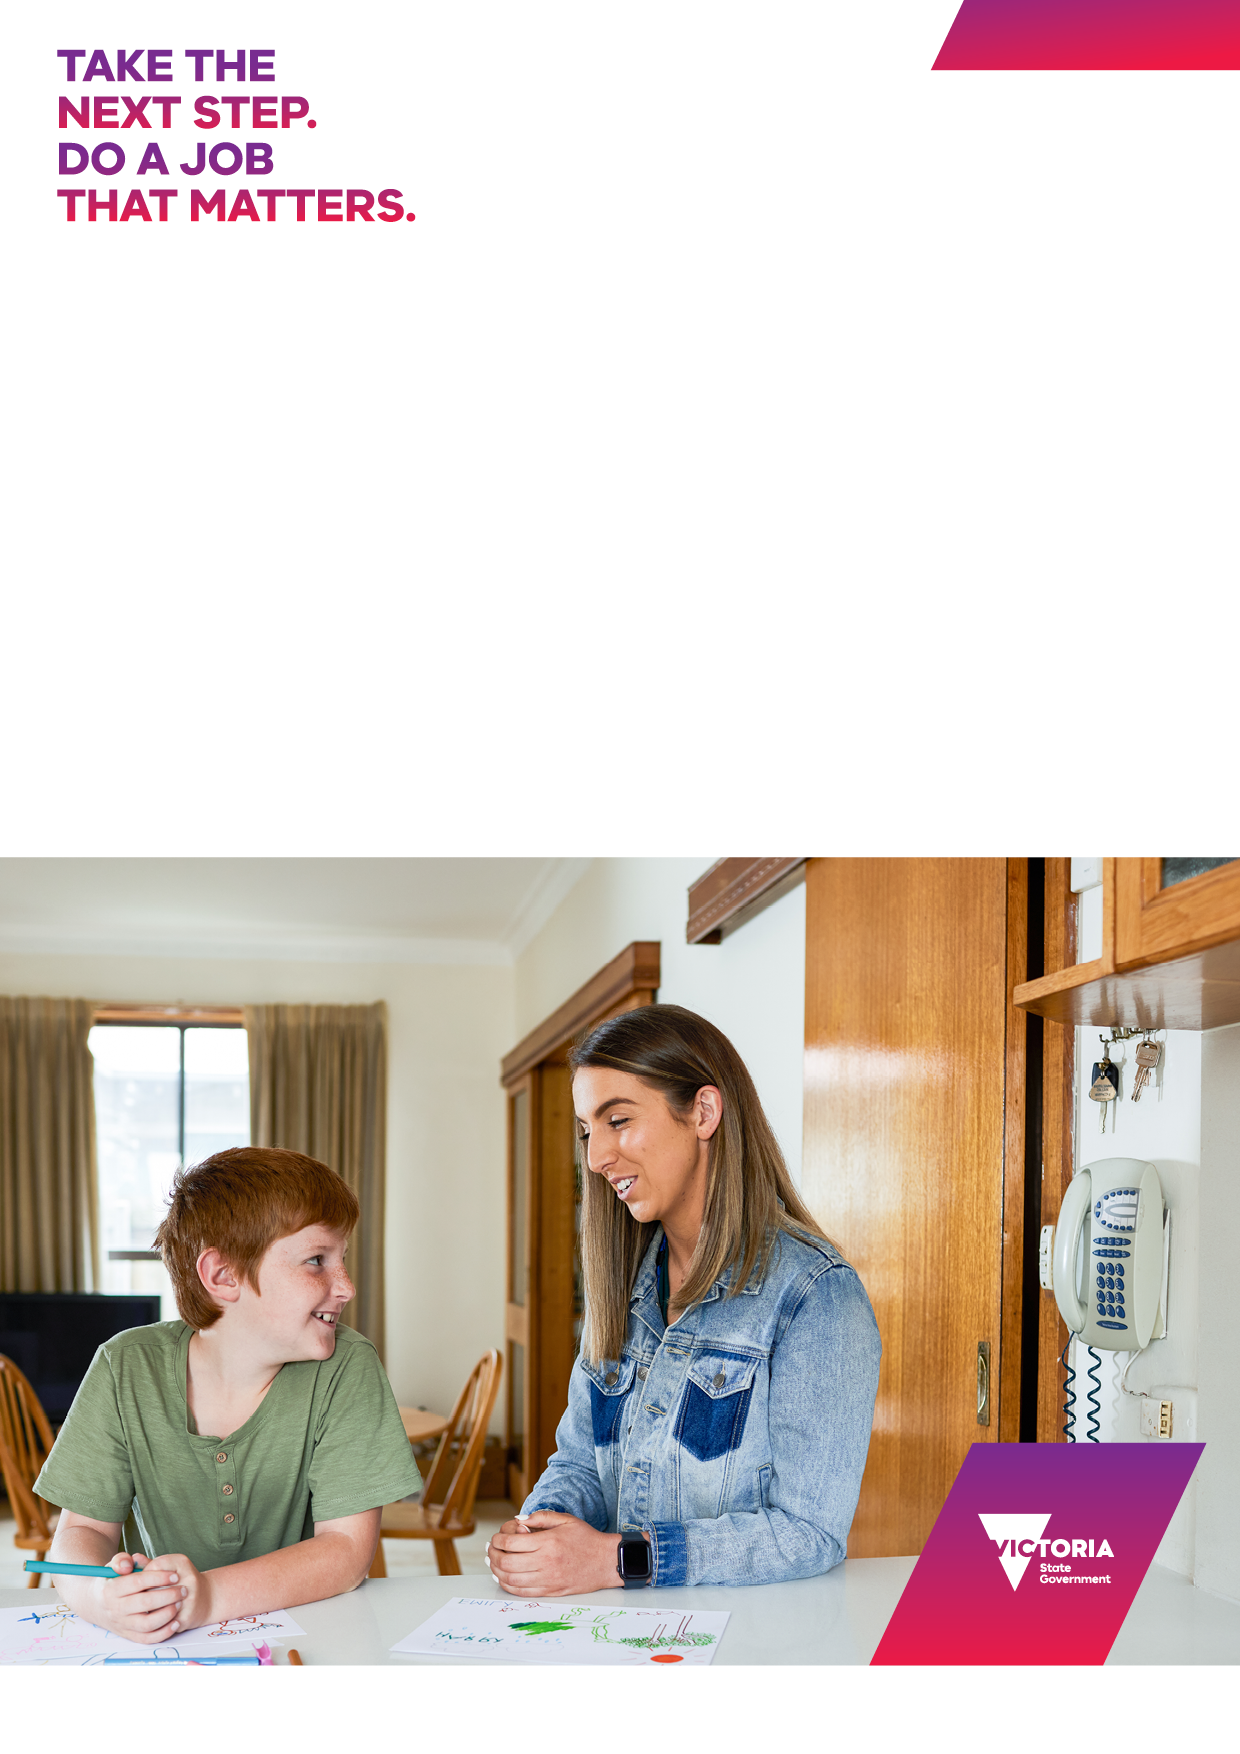 TAKE THE
NEXT STEP.
DO A JOB
THAT MATTERS.
VICTORIA
State
Government